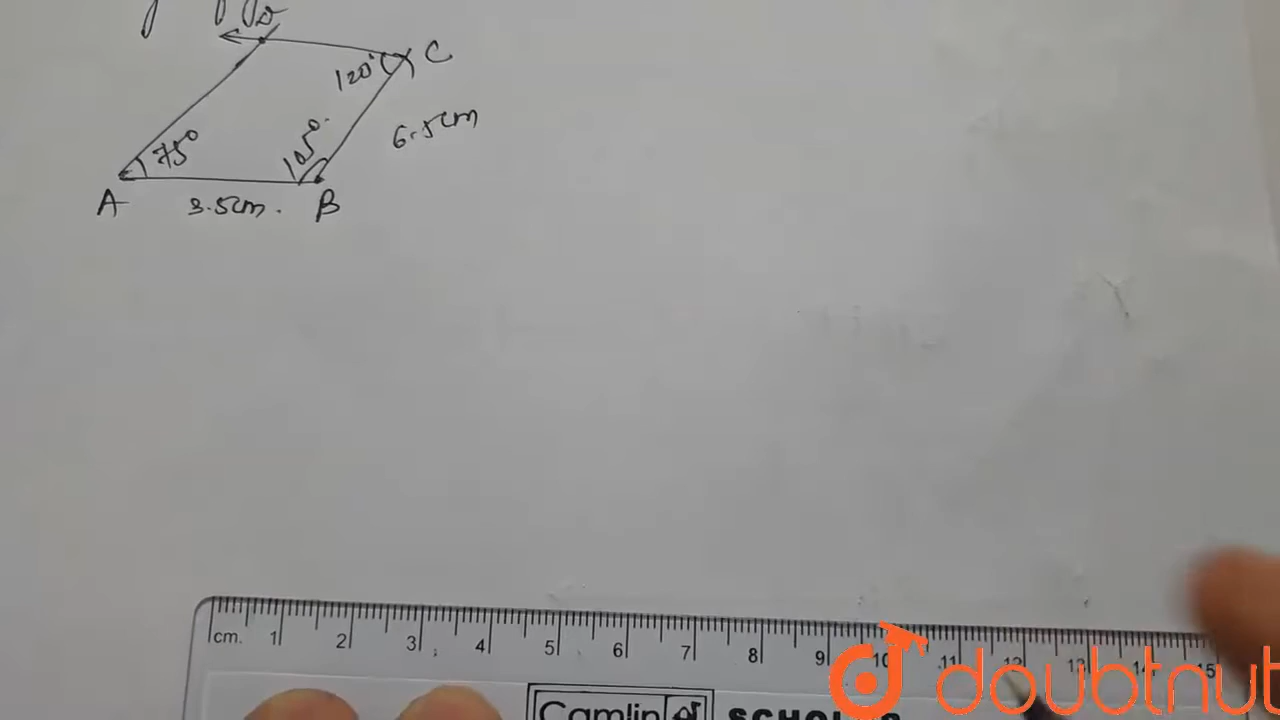 D
120° C
6.5cm
75° 105°
A 3.5cm. B
cm. 1 2 3 4 5 6 7 8 9 10 11 12 13 14 15
Camlin
doubtnut